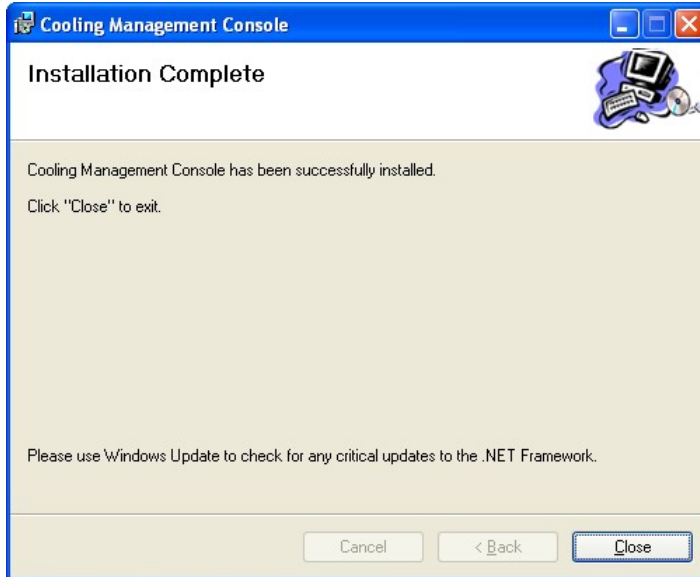 Cooling Management Console
Installation Complete
Cooling Management Console has been successfully installed.
Click "Close" to exit.
Please use Windows Update to check for any critical updates to the .NET Framework.
Cancel
< Back
Close